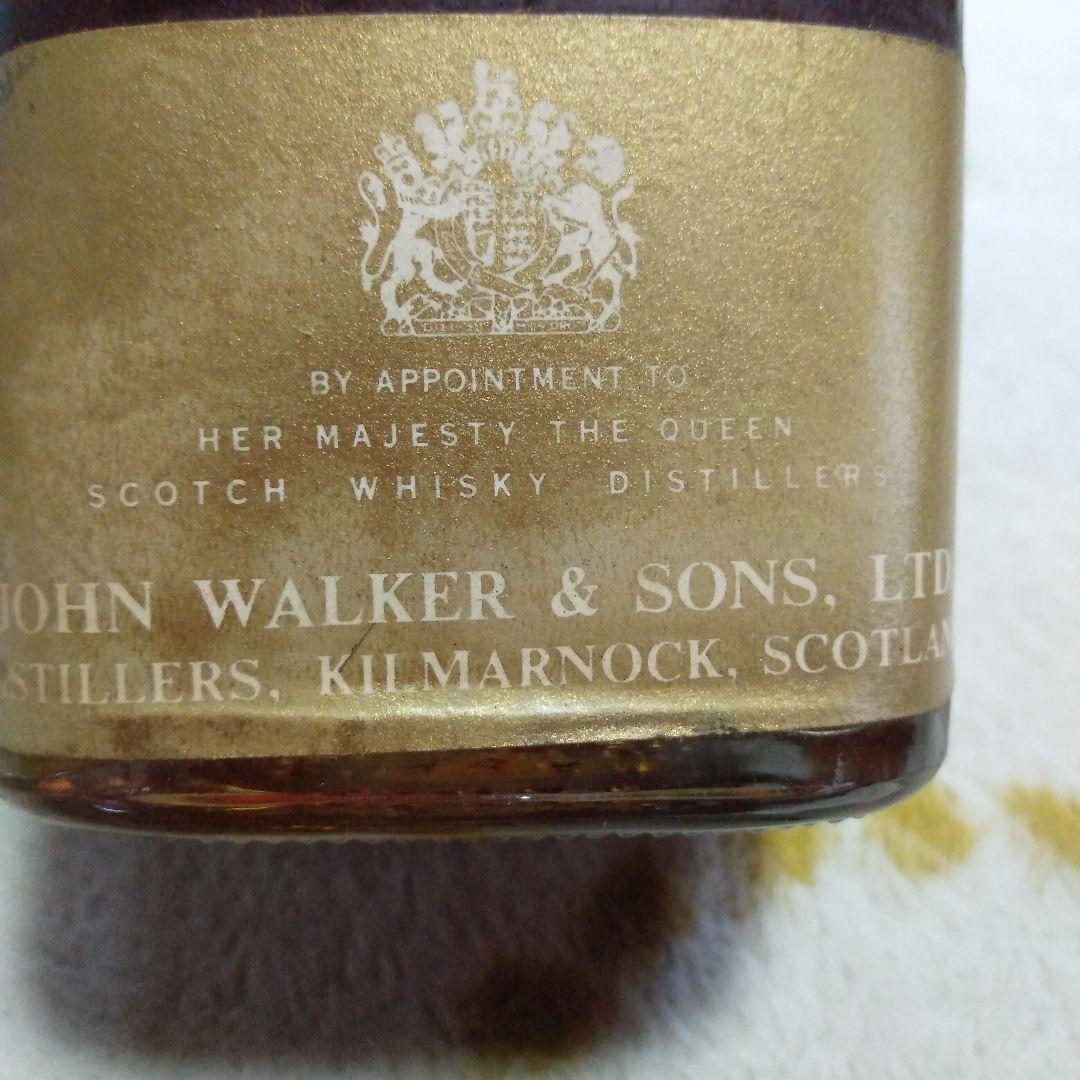 BY APPOINTMENT TO
HER MAJESTY THE QUEEN
SCOTCH WHISKY DISTILLERS
JOHN WALKER & SONS, LTD
STILLERS, KILMARNOCK, SCOTLAN